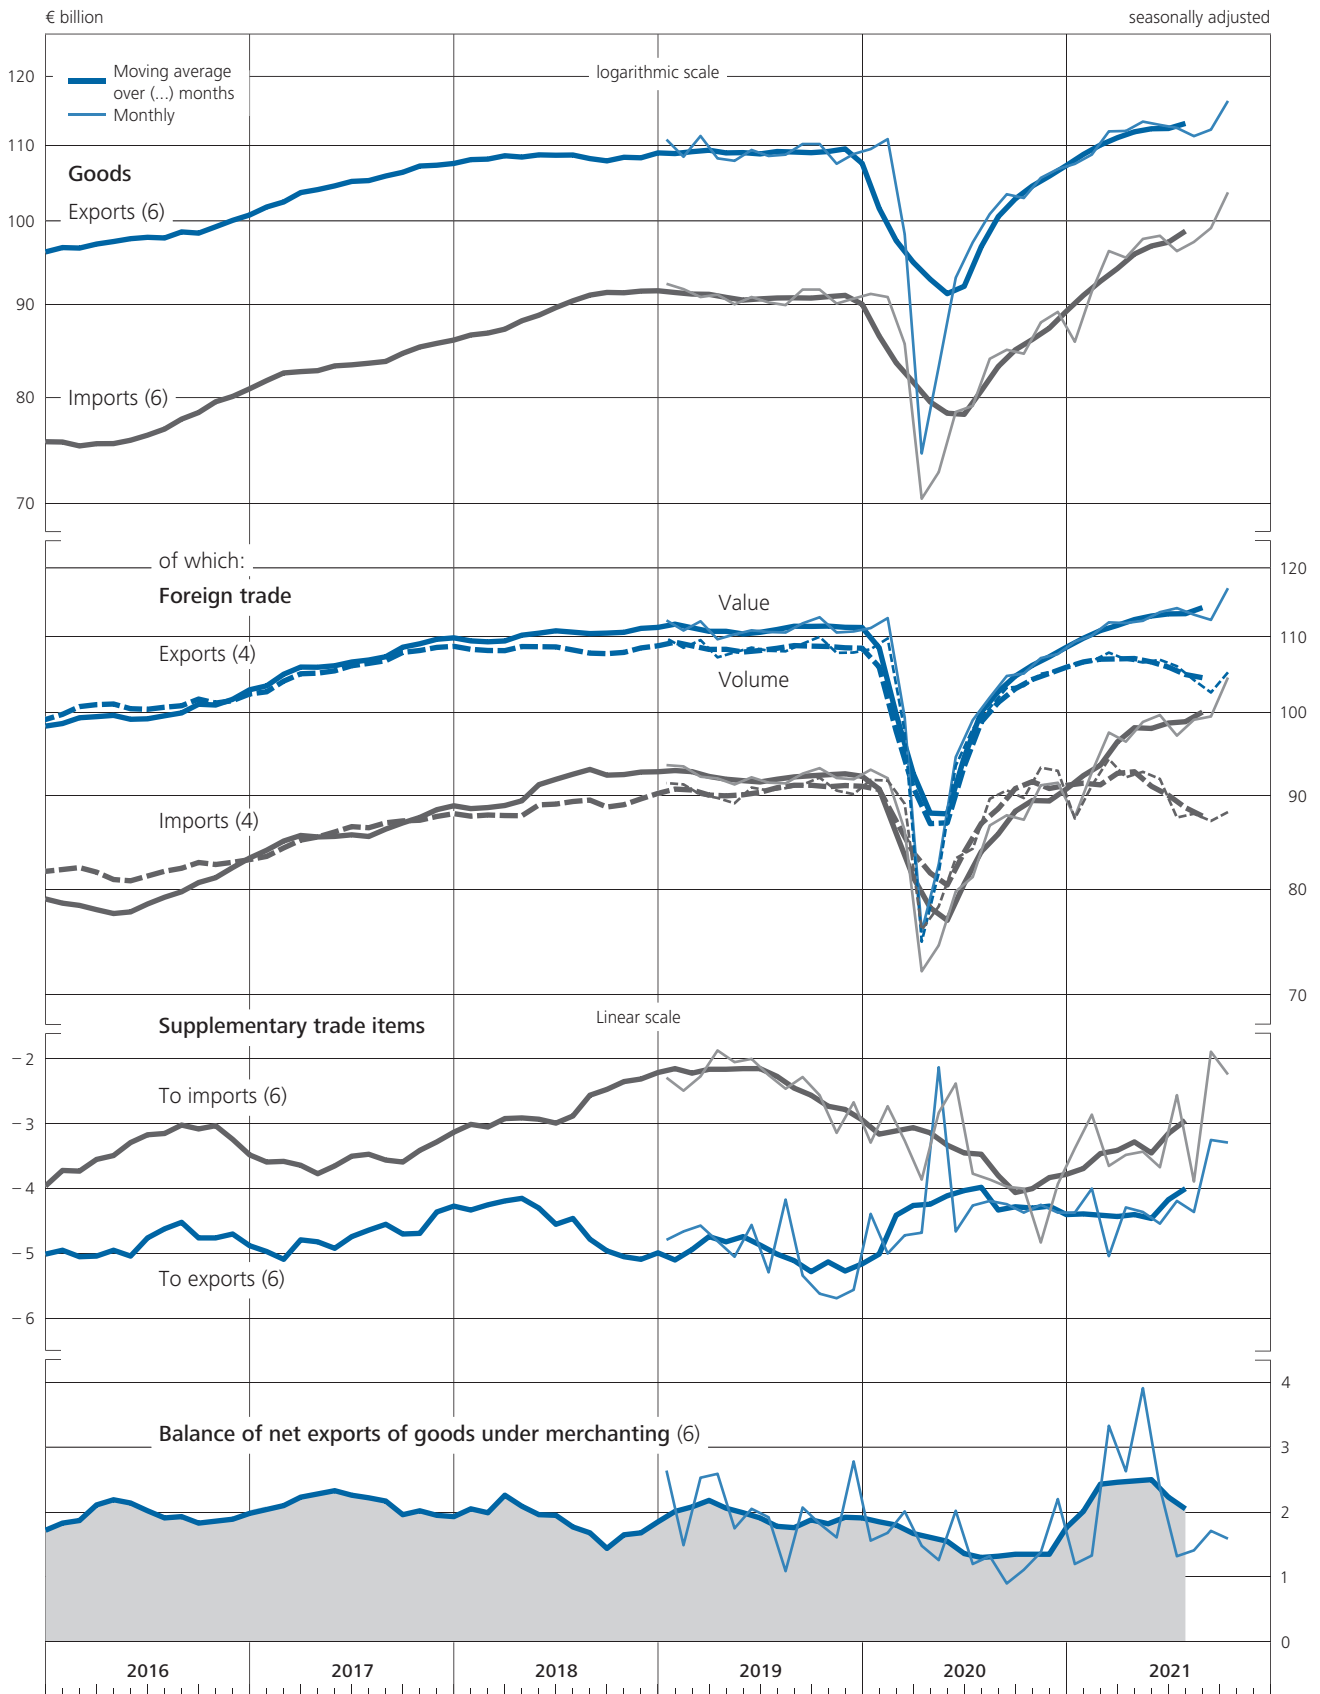 € billion
seasonally adjusted
Moving average
over (...) months
Monthly
logarithmic scale
120
110
100
90
80
70
Goods
Exports (6)
Imports (6)
of which:
Foreign trade
Value
Exports (4)
Volume
Imports (4)
120
110
100
90
80
70
Supplementary trade items
Linear scale
To imports (6)
To exports (6)
− 2
− 3
− 4
− 5
− 6
Balance of net exports of goods under merchanting (6)
4
3
2
1
0
2016 2017 2018 2019 2020 2021